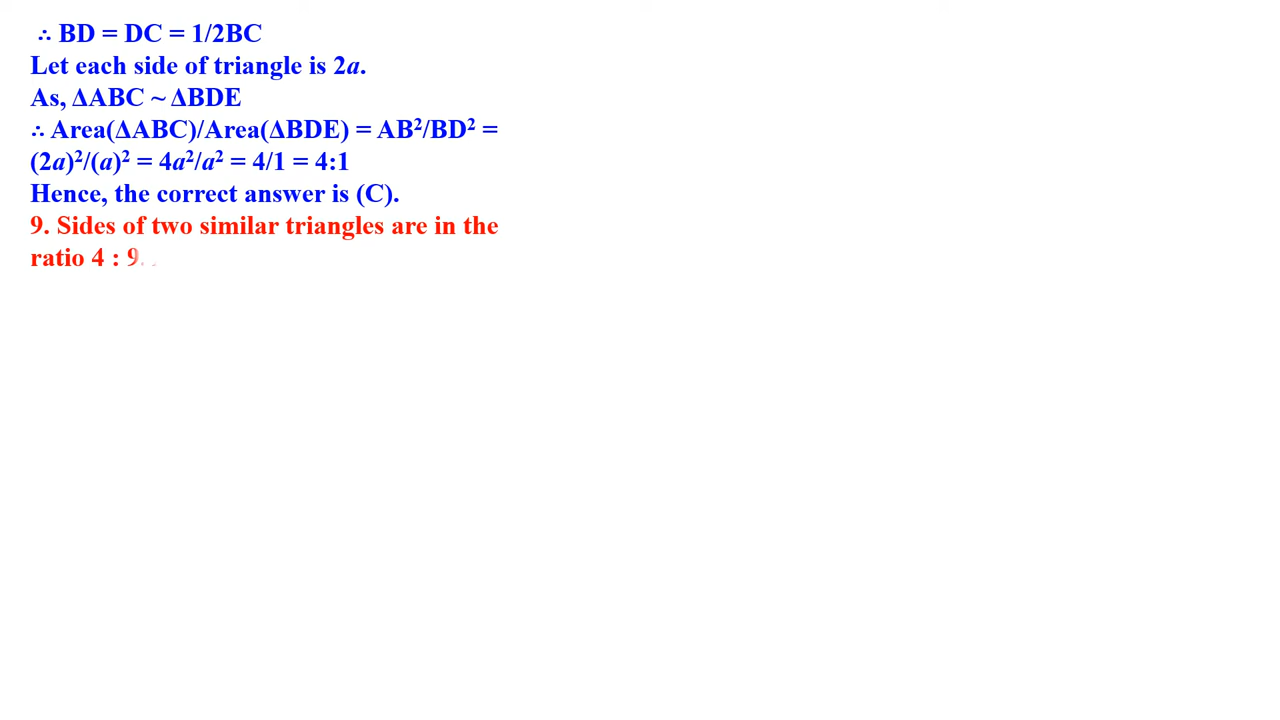 ∴ BD = DC = 1/2BC
Let each side of triangle is 2a.
As, ΔABC ~ ΔBDE
∴ Area(ΔABC)/Area(ΔBDE) = AB²/BD² =
(2a)²/(a)² = 4a²/a² = 4/1 = 4:1
Hence, the correct answer is (C).
9. Sides of two similar triangles are in the
ratio 4 : 9.